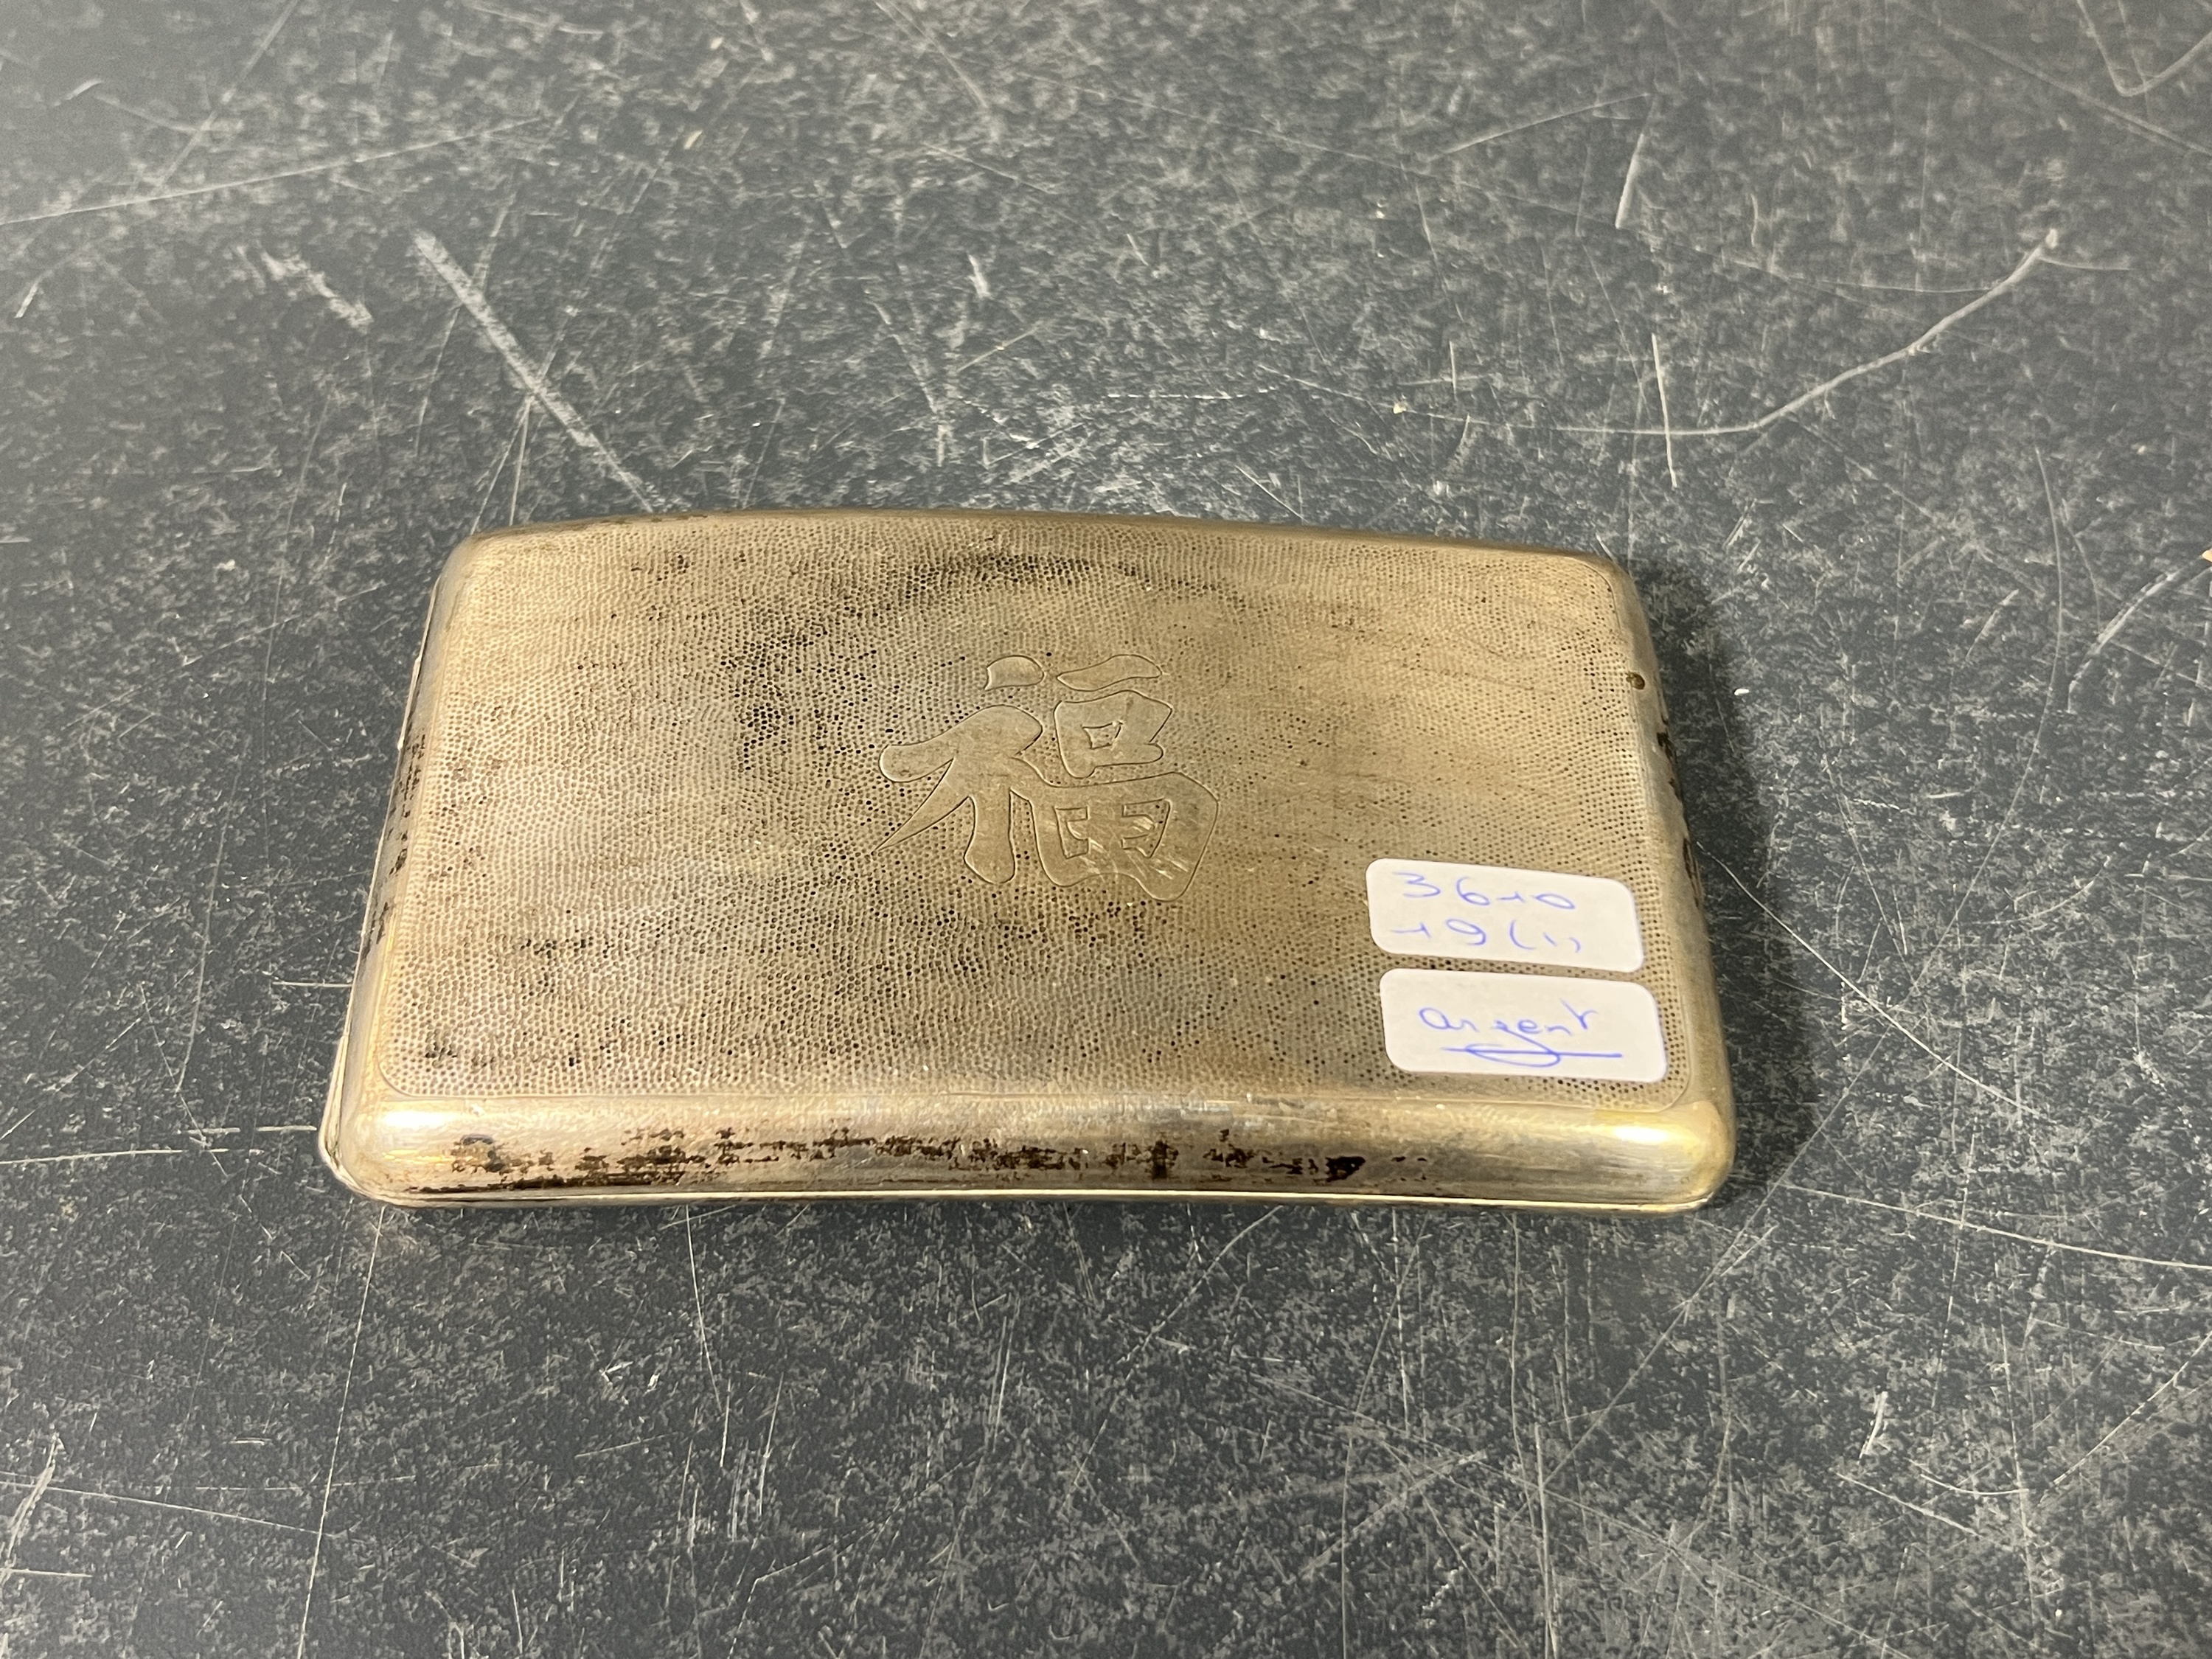 福
3610
19(1)
argent